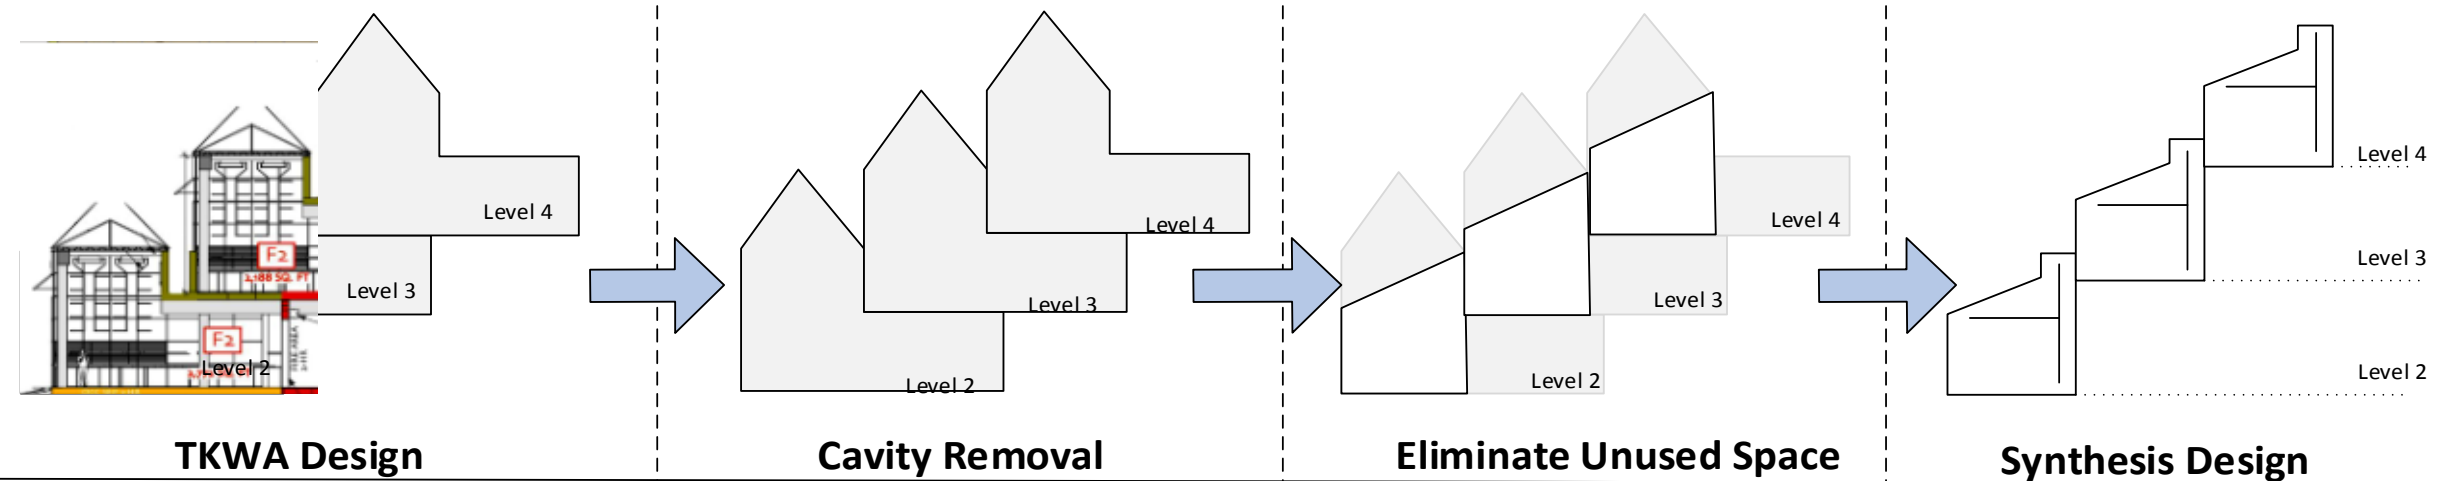 F2
2,188 SQ. FT
Level 4
Level 3
F2
Level 2
TKWA Design
Level 4
Level 3
Level 2
Cavity Removal
Level 4
Level 3
Level 2
Eliminate Unused Space
Level 4
Level 3
Level 2
Synthesis Design